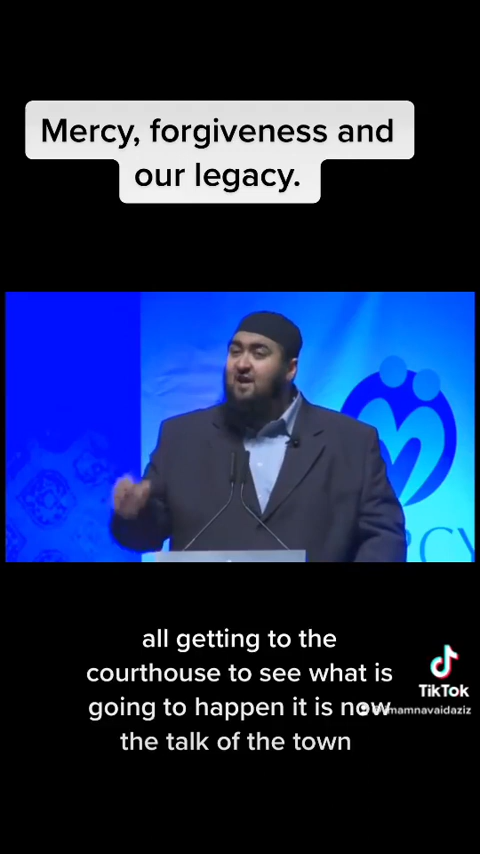 Mercy, forgiveness and
our legacy.
all getting to the
courthouse to see what is
going to happen it is now
the talk of the town
TikTok